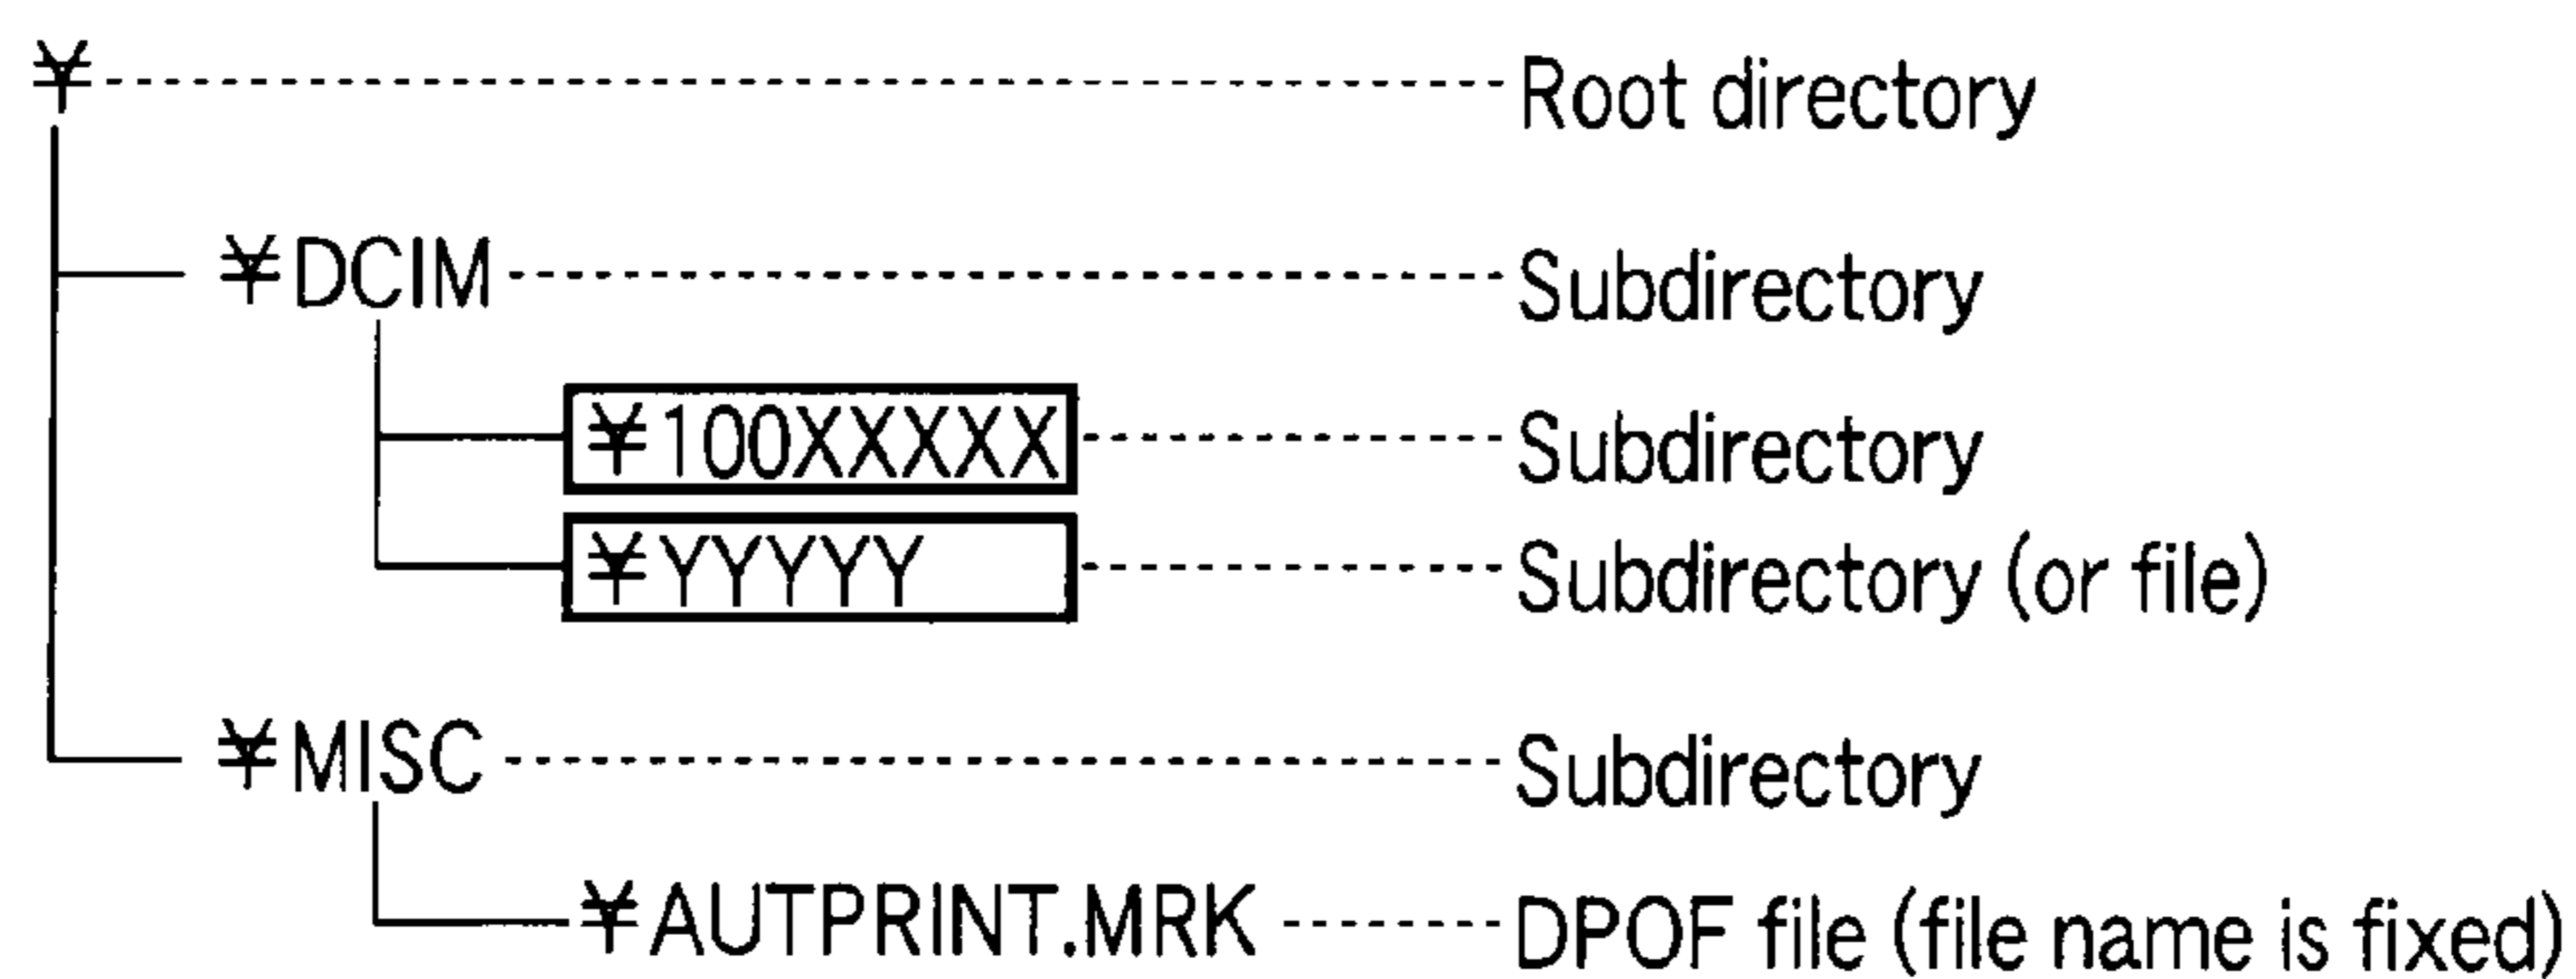 ¥ Root directory
¥DCIM Subdirectory
¥100XXXXX Subdirectory
¥YYYYY Subdirectory (or file)
¥MISC Subdirectory
¥AUTPRINT.MRK DPOF file (file name is fixed)